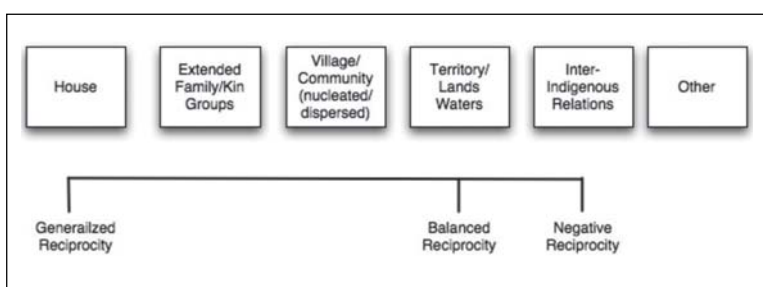 House
Extended
Family/Kin
Groups
Village/
Community
(nucleated/
dispersed)
Territory/
Lands
Waters
Inter-
Indigenous
Relations
Other
Generailzed
Reciprocity
Balanced
Reciprocity
Negative
Reciprocity